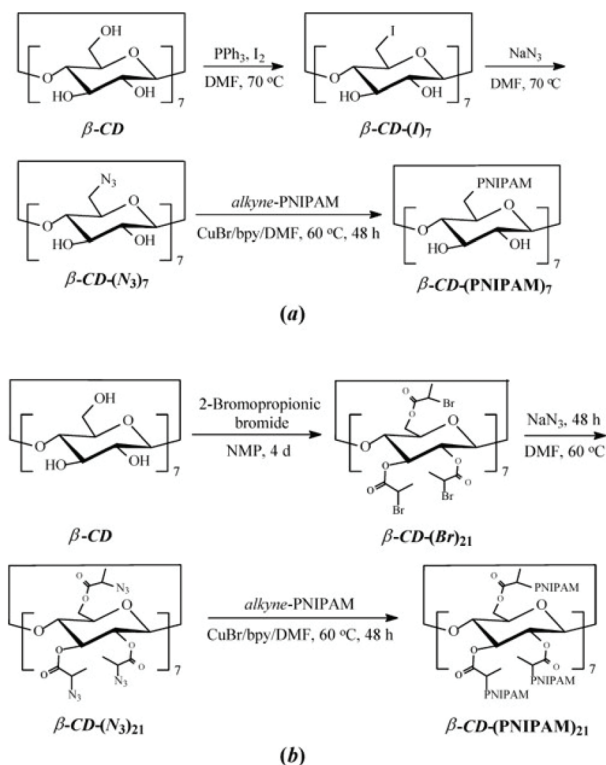 OH
O
O
HO
OH
7
β-CD
PPh3, I2
DMF, 70 °C
I
O
O
HO
OH
7
β-CD-(I)7
NaN3
DMF, 70 °C
N3
O
O
HO
OH
7
β-CD-(N3)7
alkyne-PNIPAM
CuBr/bpy/DMF, 60 °C, 48 h
PNIPAM
O
O
HO
OH
7
β-CD-(PNIPAM)7
(a)
OH
O
O
HO
OH
7
β-CD
2-Bromopropionic
bromide
NMP, 4 d
O
Br
O
O
O
O
O
O
O
Br
Br
7
β-CD-(Br)21
NaN3, 48 h
DMF, 60 °C
O
N3
O
O
O
O
O
O
O
N3
N3
7
β-CD-(N3)21
alkyne-PNIPAM
CuBr/bpy/DMF, 60 °C, 48 h
O
PNIPAM
O
O
O
O
O
O
O
PNIPAM
PNIPAM
7
β-CD-(PNIPAM)21
(b)